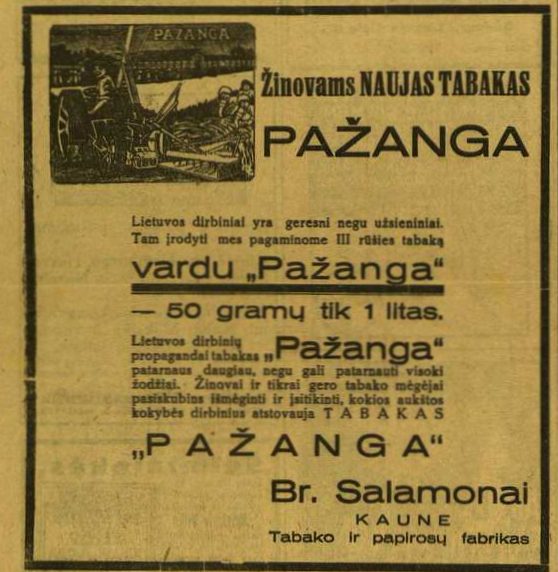 PAŽANGA
Žinovams NAUJAS TABAKAS
PAŽANGA
Lietuvos dirbiniai yra geresni negu užsieniniai.
Tam įrodyti mes pagaminome III rūšies tabaką
vardu „Pažanga“
— 50 gramų tik 1 litas.
Lietuvos dirbinių
propagandai tabakas „Pažanga“
patarnaus daugiau, negu gali patarnauti visoki
žodžiai. Žinovai ir tikrai gero tabako mėgėjai
pasiskubins išmėginti ir įsitikinti, kokios aukštos
kokybės dirbinius atstovauja TABAKAS
„PAŽANGA“
Br. Salamonai
KAUNE
Tabako ir papirosų fabrikas